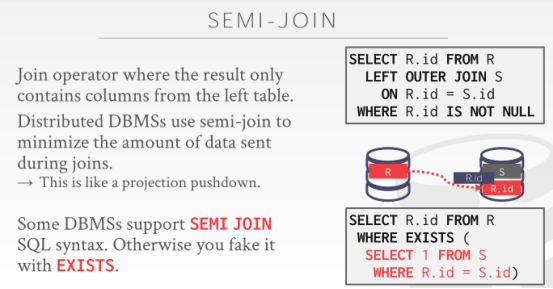 SEMI-JOIN
Join operator where the result only
contains columns from the left table.
Distributed DBMSs use semi-join to
minimize the amount of data sent
during joins.
→ This is like a projection pushdown.
Some DBMSs support SEMI JOIN
SQL syntax. Otherwise you fake it
with EXISTS.
SELECT R.id FROM R
LEFT OUTER JOIN S
ON R.id = S.id
WHERE R.id IS NOT NULL
R
R.id
S
R.id
SELECT R.id FROM R
WHERE EXISTS (
SELECT 1 FROM S
WHERE R.id = S.id)